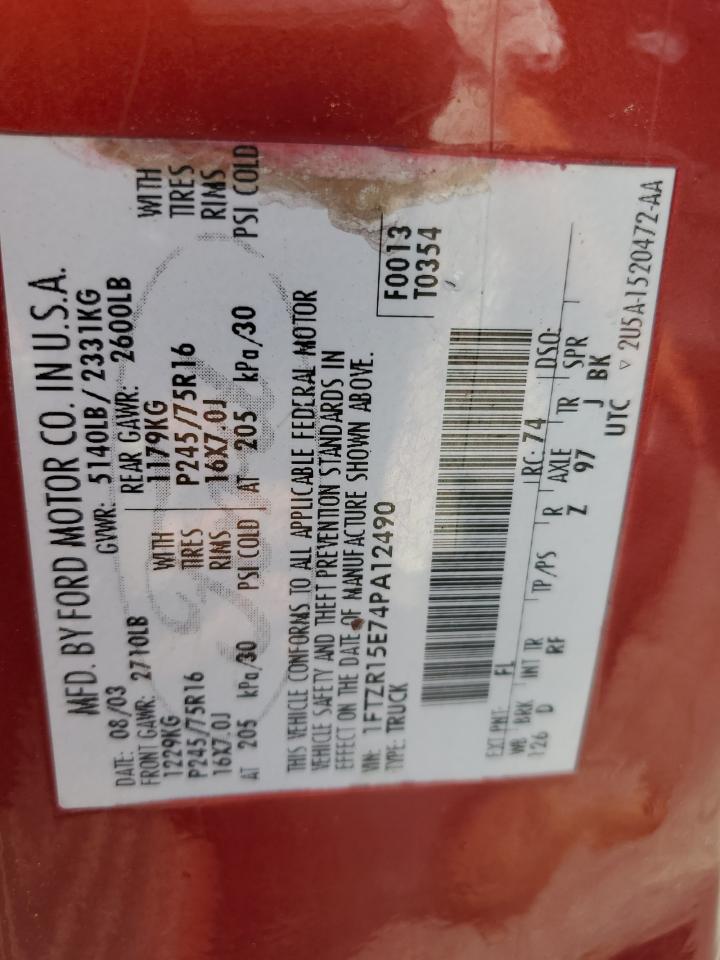 MFD. BY FORD MOTOR CO. IN U.S.A.
DATE: 08/03 GVWR: 5140LB / 2331KG
FRONT GAWR: 2710LB REAR GAWR: 2600LB
1229KG WITH 1179KG WITH
P245/75R16 TIRES P245/75R16 TIRES
16X7.0J RIMS 16X7.0J RIMS
AT 205 kPa/30 PSI COLD AT 205 kPa/30 PSI COLD
THIS VEHICLE CONFORMS TO ALL APPLICABLE FEDERAL MOTOR
VEHICLE SAFETY AND THEFT PREVENTION STANDARDS IN
EFFECT ON THE DATE OF MANUFACTURE SHOWN ABOVE.
VIN: 1FTZR15E74PA12490
TYPE: TRUCK
F0013
T0354
EXT PNT: FL RC: 74 DSO:
WB BRK INT TR TP/PS R AXLE TR SPR
126 D RF Z 97 J BK
UTC ▽ 2U5A-1520472-AA